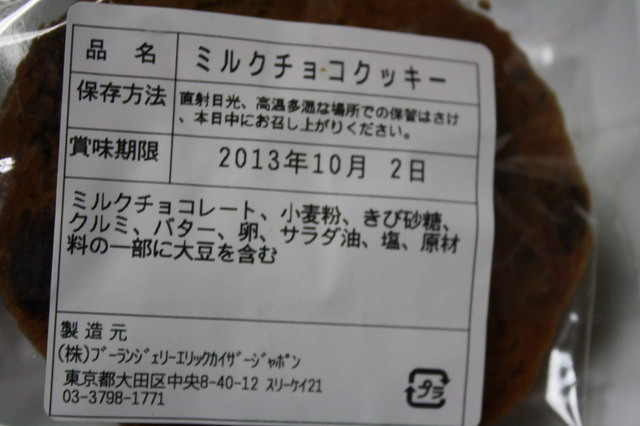 品名 ミルクチョコクッキー
保存方法 直射日光、高温多湿な場所での保管はさけ
、本日中にお召し上がりください。
賞味期限 2013年10月 2日
ミルクチョコレート、小麦粉、きび砂糖、
クルミ、バター、卵、サラダ油、塩、原材
料の一部に大豆を含む
製造元
(株)ブーランジェリーエリックカイザージャポン
東京都大田区中央8-40-12 スリーケイ21
03-3798-1771
プラ